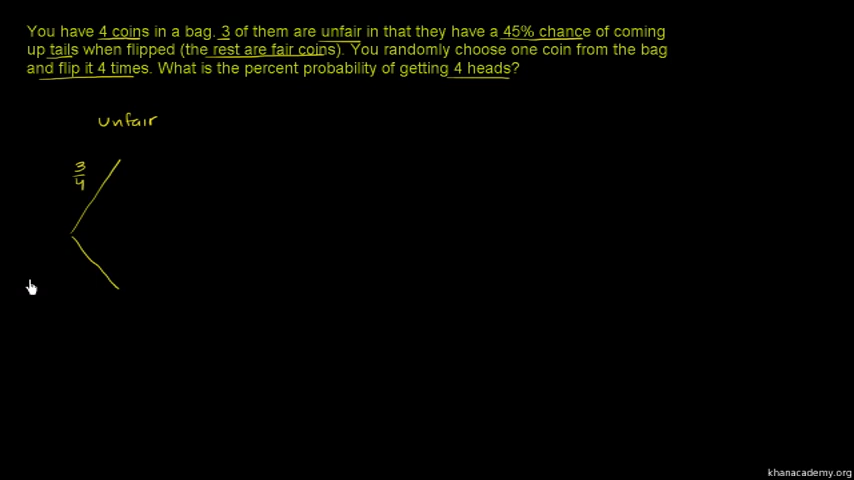 You have 4 coins in a bag. 3 of them are unfair in that they have a 45% chance of coming
up tails when flipped (the rest are fair coins). You randomly choose one coin from the bag
and flip it 4 times. What is the percent probability of getting 4 heads?
unfair
3
4
khanacademy.org